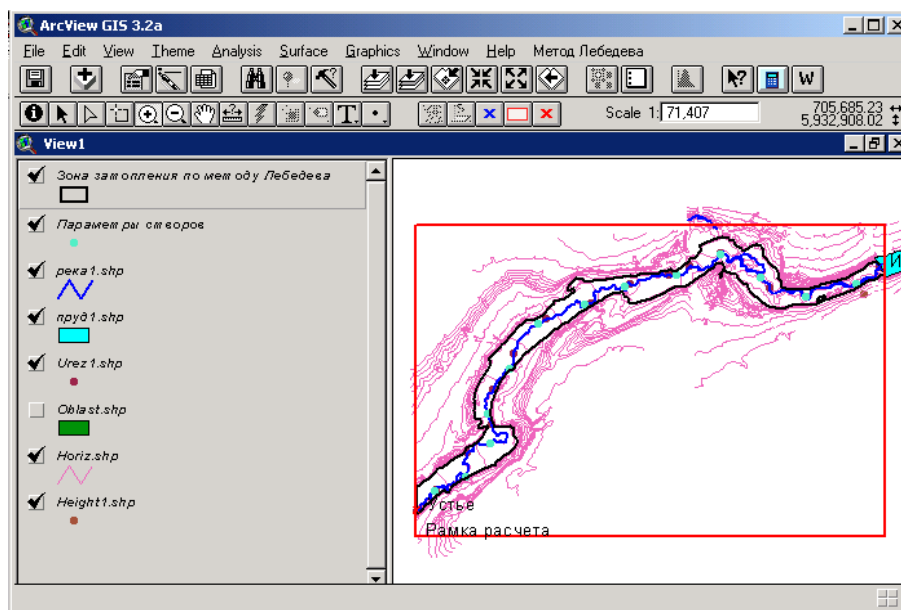 ArcView GIS 3.2a
File Edit View Theme Analysis Surface Graphics Window Help Метод Лебедева
W
T Scale 1: 71,407 705,685.23
5,932,908.02
View1
Зона затопления по методу Лебедева
Параметры створов
река1.shp
пруд1.shp
Urez1.shp
Oblast.shp
Horiz.shp
Height1.shp
И
Устье
Рамка расчета